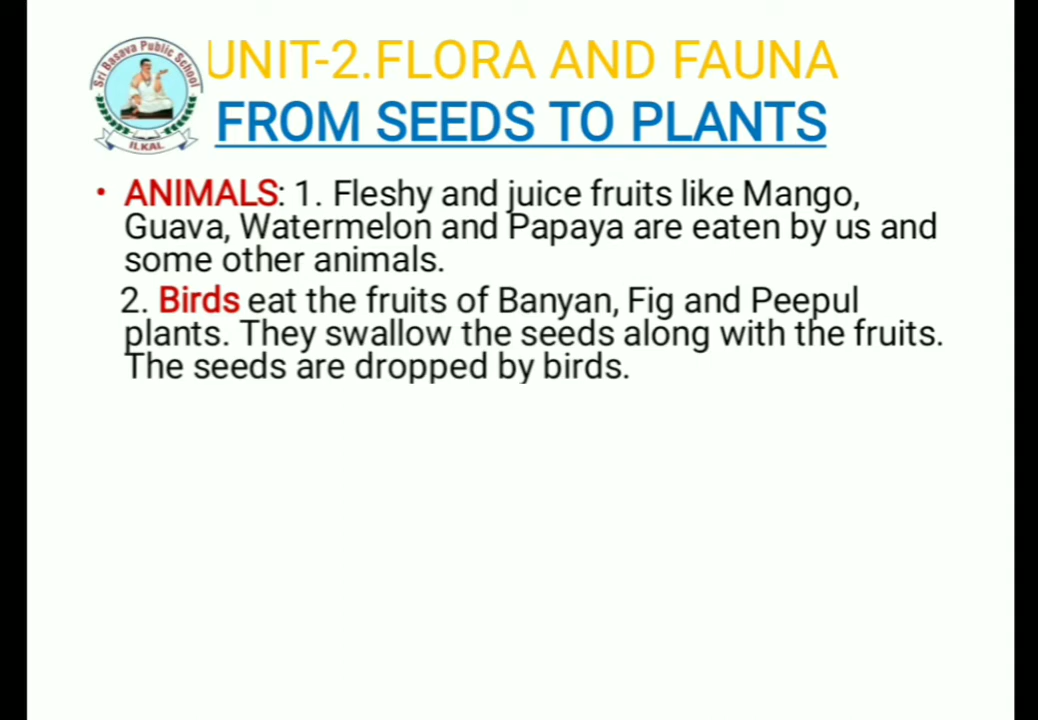 Sri Basava Public School
ILKAL
UNIT-2.FLORA AND FAUNA
FROM SEEDS TO PLANTS
• ANIMALS: 1. Fleshy and juice fruits like Mango,
Guava, Watermelon and Papaya are eaten by us and
some other animals.
2. Birds eat the fruits of Banyan, Fig and Peepul
plants. They swallow the seeds along with the fruits.
The seeds are dropped by birds.